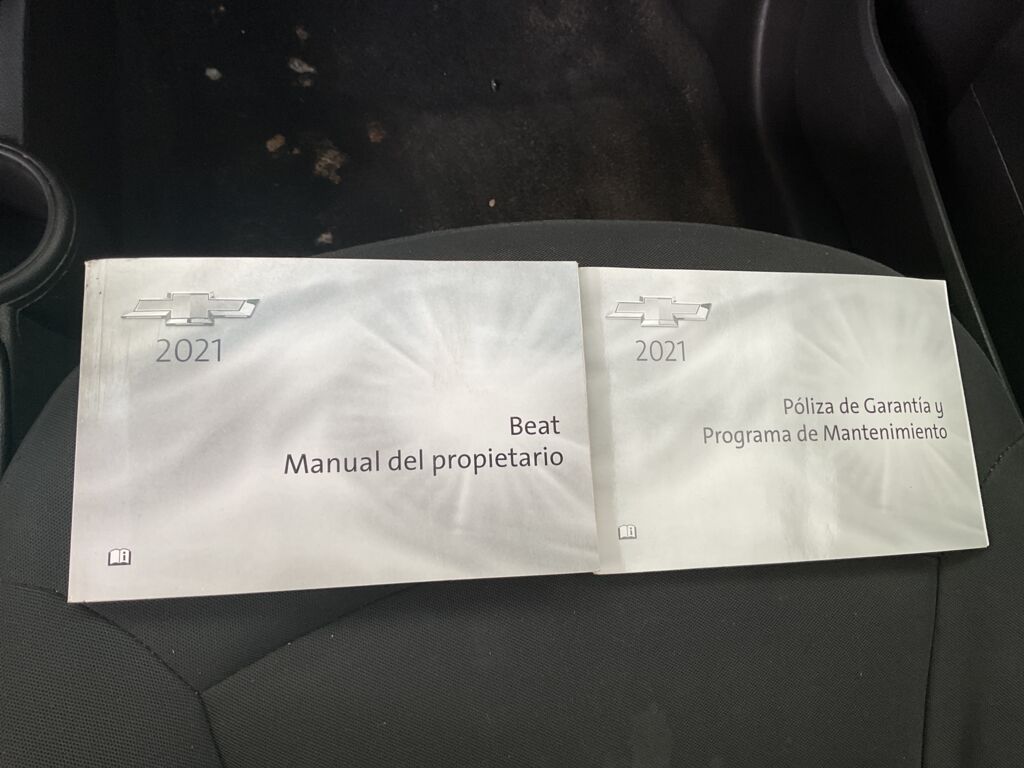 2021
Beat
Manual del propietario
2021
Póliza de Garantía y
Programa de Mantenimiento